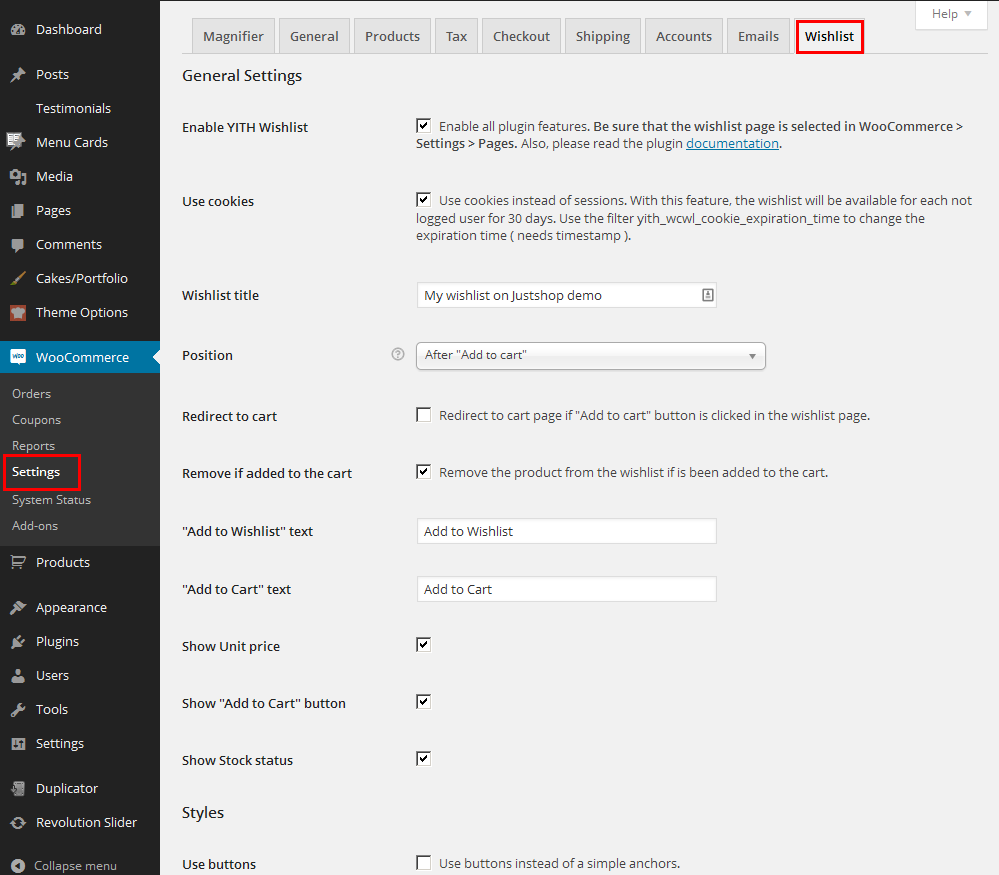 Dashboard
Posts
Testimonials
Menu Cards
Media
Pages
Comments
Cakes/Portfolio
Theme Options
WOO
WooCommerce
Orders
Coupons
Reports
Settings
System Status
Add-ons
Products
Appearance
Plugins
Users
Tools
Settings
Duplicator
Revolution Slider
Collapse menu
Help
Magnifier General Products Tax Checkout Shipping Accounts Emails Wishlist
General Settings
Enable YITH Wishlist
Enable all plugin features. Be sure that the wishlist page is selected in WooCommerce >
Settings > Pages. Also, please read the plugin documentation.
Use cookies
Use cookies instead of sessions. With this feature, the wishlist will be available for each not
logged user for 30 days. Use the filter yith_wcwl_cookie_expiration_time to change the
expiration time ( needs timestamp ).
Wishlist title
My wishlist on Justshop demo
Position
?
After "Add to cart"
Redirect to cart
Redirect to cart page if "Add to cart" button is clicked in the wishlist page.
Remove if added to the cart
Remove the product from the wishlist if is been added to the cart.
"Add to Wishlist" text
Add to Wishlist
"Add to Cart" text
Add to Cart
Show Unit price
Show "Add to Cart" button
Show Stock status
Styles
Use buttons
Use buttons instead of a simple anchors.